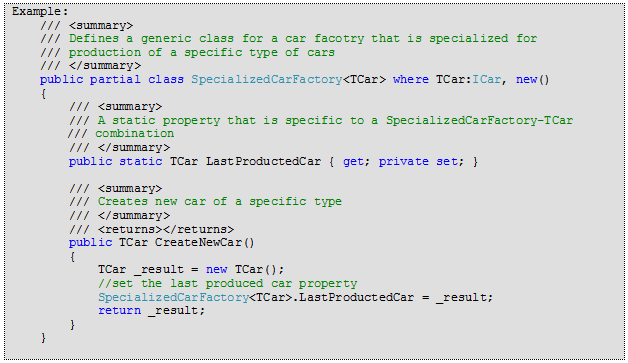 Example:
/// <summary>
/// Defines a generic class for a car facotry that is specialized for
/// production of a specific type of cars
/// </summary>
public partial class SpecializedCarFactory<TCar> where TCar:ICar, new()
{
/// <summary>
/// A static property that is specific to a SpecializedCarFactory-TCar
/// combination
/// </summary>
public static TCar LastProductedCar { get; private set; }
/// <summary>
/// Creates new car of a specific type
/// </summary>
/// <returns></returns>
public TCar CreateNewCar()
{
TCar _result = new TCar();
//set the last produced car property
SpecializedCarFactory<TCar>.LastProductedCar = _result;
return _result;
}
}